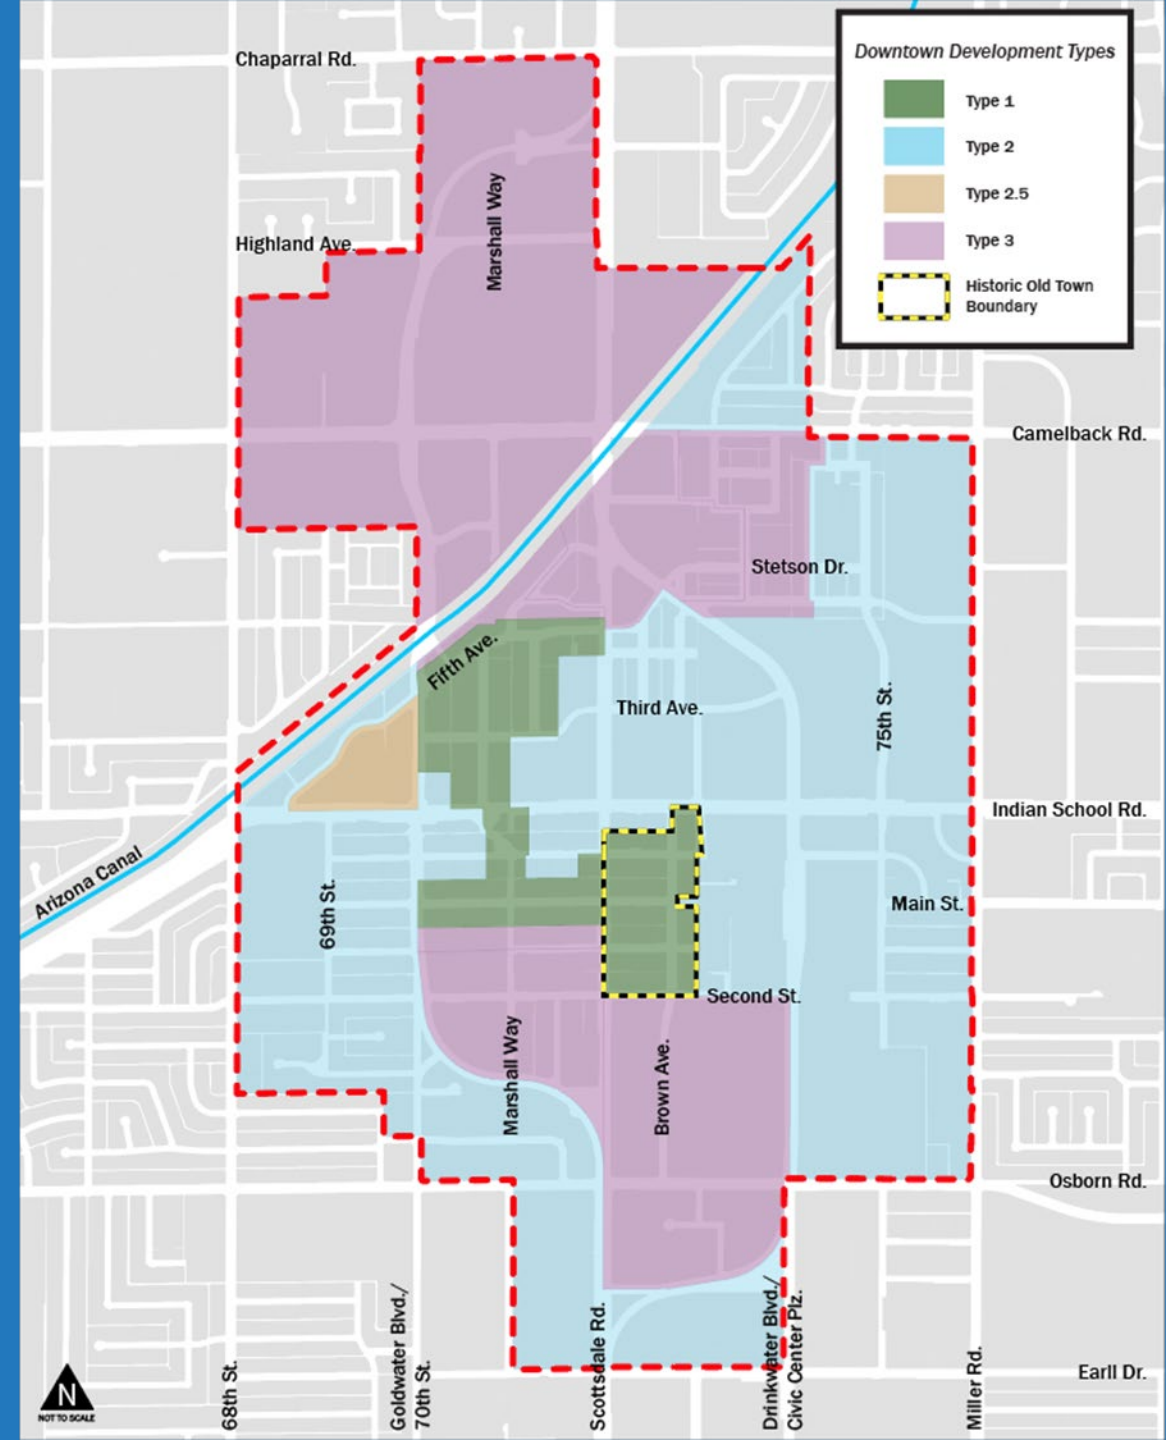 Chaparral Rd.
Downtown Development Types
Type 1
Type 2
Type 2.5
Type 3
Historic Old Town
Boundary
Marshall Way
Highland Ave.
Camelback Rd.
Stetson Dr.
Fifth Ave.
Third Ave.
75th St.
Indian School Rd.
Arizona Canal
69th St.
Main St.
Second St.
Marshall Way
Brown Ave.
Osborn Rd.
68th St.
Goldwater Blvd./
70th St.
Scottsdale Rd.
Drinkwater Blvd./
Civic Center Plz.
Miller Rd.
Earll Dr.
N
NOT TO SCALE